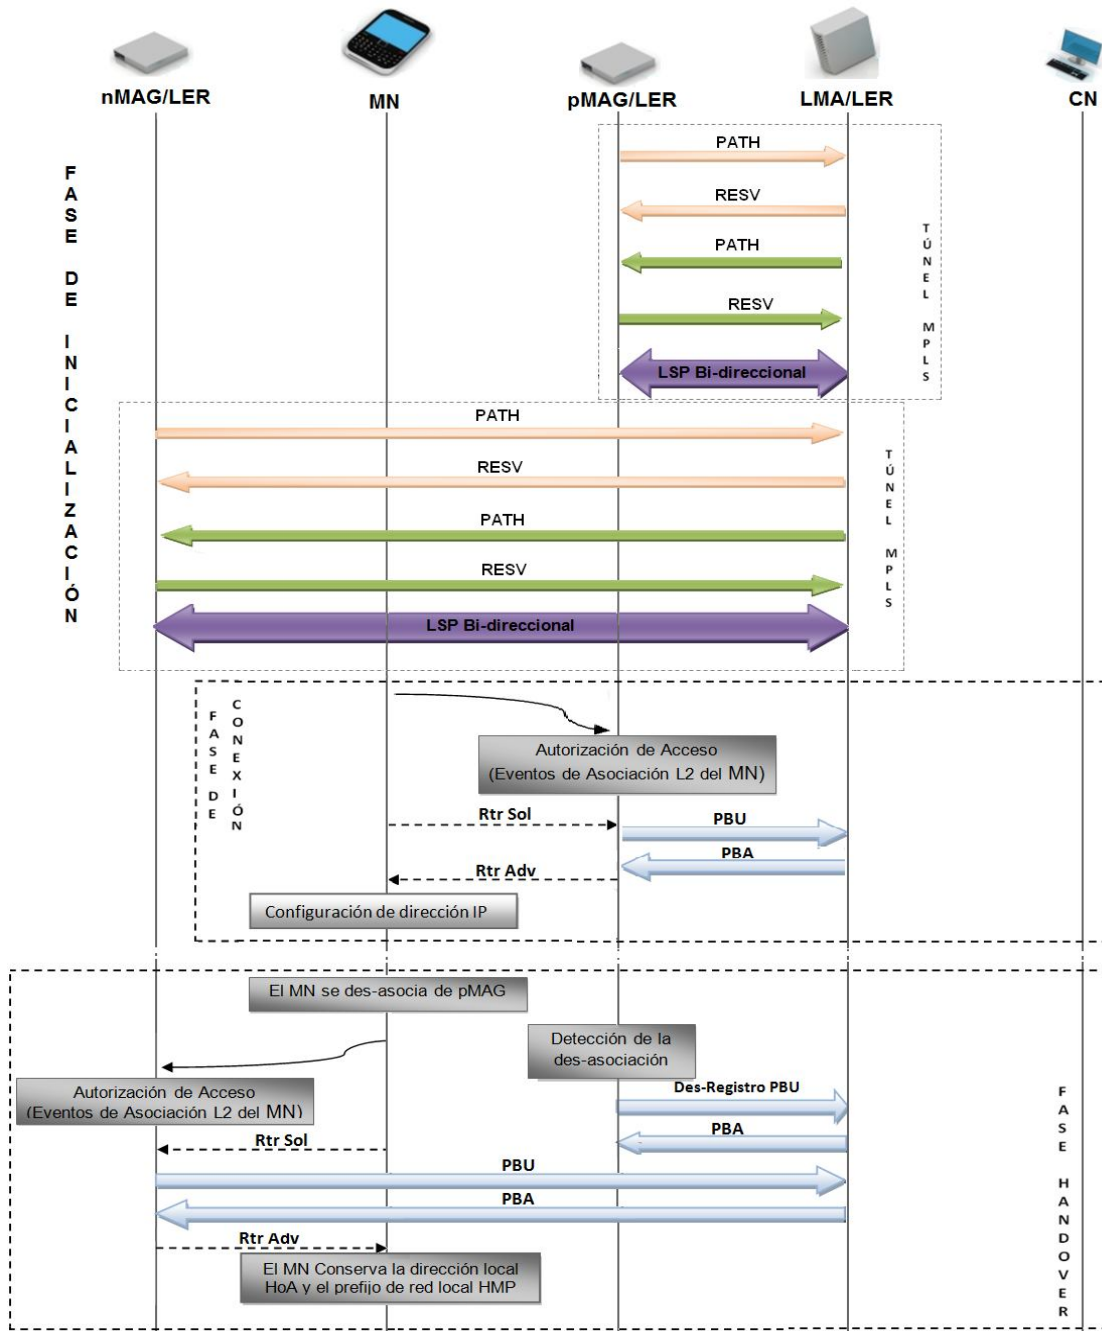 nMAG/LER
MN
pMAG/LER
LMA/LER
CN
FASE DE INICIALIZACIÓN
PATH
RESV
PATH
RESV
LSP Bi-direccional
TÚNEL MPLS
PATH
RESV
PATH
RESV
LSP Bi-direccional
TÚNEL MPLS
FASE DE
CONEXIÓN
Autorización de Acceso
(Eventos de Asociación L2 del MN)
Rtr Sol
PBU
PBA
Rtr Adv
Configuración de dirección IP
El MN se des-asocia de pMAG
Detección de la
des-asociación
Autorización de Acceso
(Eventos de Asociación L2 del MN)
Des-Registro PBU
PBA
Rtr Sol
PBU
PBA
Rtr Adv
El MN Conserva la dirección local
HoA y el prefijo de red local HMP
FASE HANDOVER